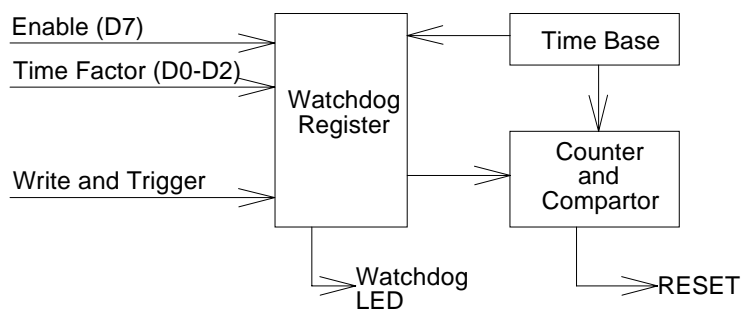 Enable (D7)
Time Factor (D0-D2)
Write and Trigger
Watchdog
Register
Time Base
Counter
and
Compartor
Watchdog
LED
RESET